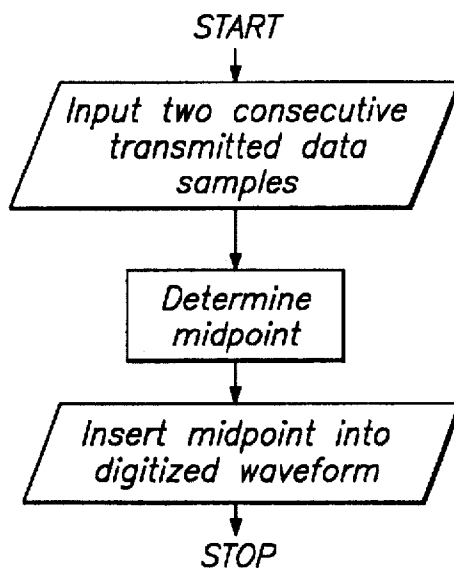 START
Input two consecutive
transmitted data
samples
Determine
midpoint
Insert midpoint into
digitized waveform
STOP